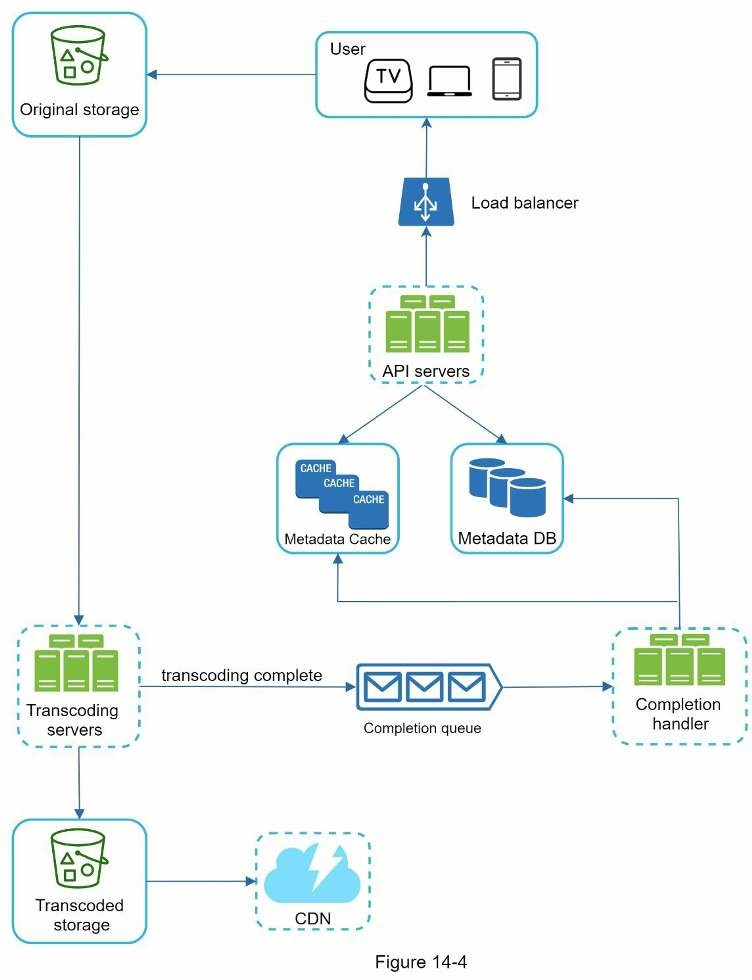 User
TV
Original storage
Load balancer
API servers
CACHE
CACHE
CACHE
Metadata Cache
Metadata DB
transcoding complete
Transcoding
servers
Completion queue
Completion
handler
Transcoded
storage
CDN
Figure 14-4